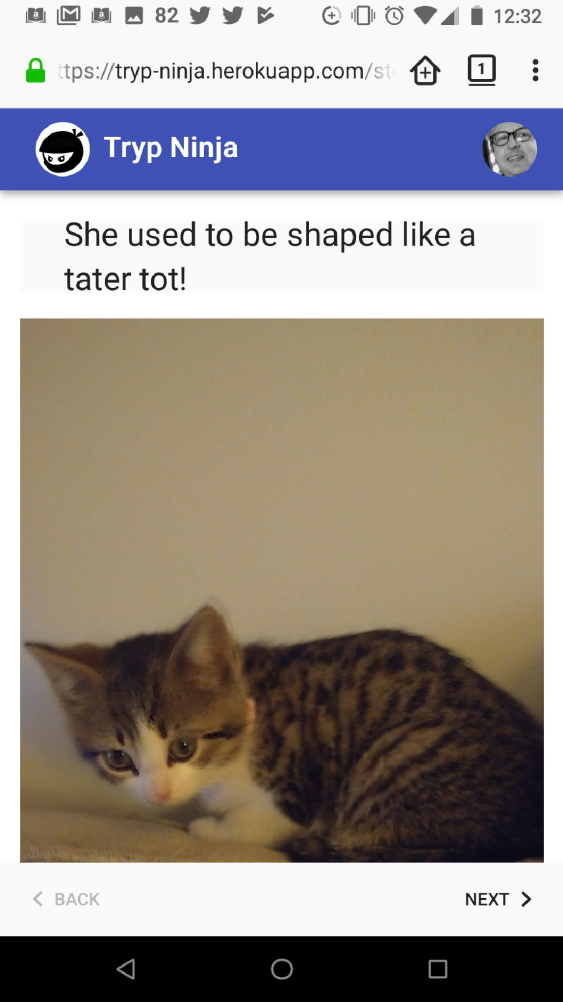 82 12:32
ttps://tryp-ninja.herokuapp.com/st
1
Tryp Ninja
She used to be shaped like a
tater tot!
BACK NEXT